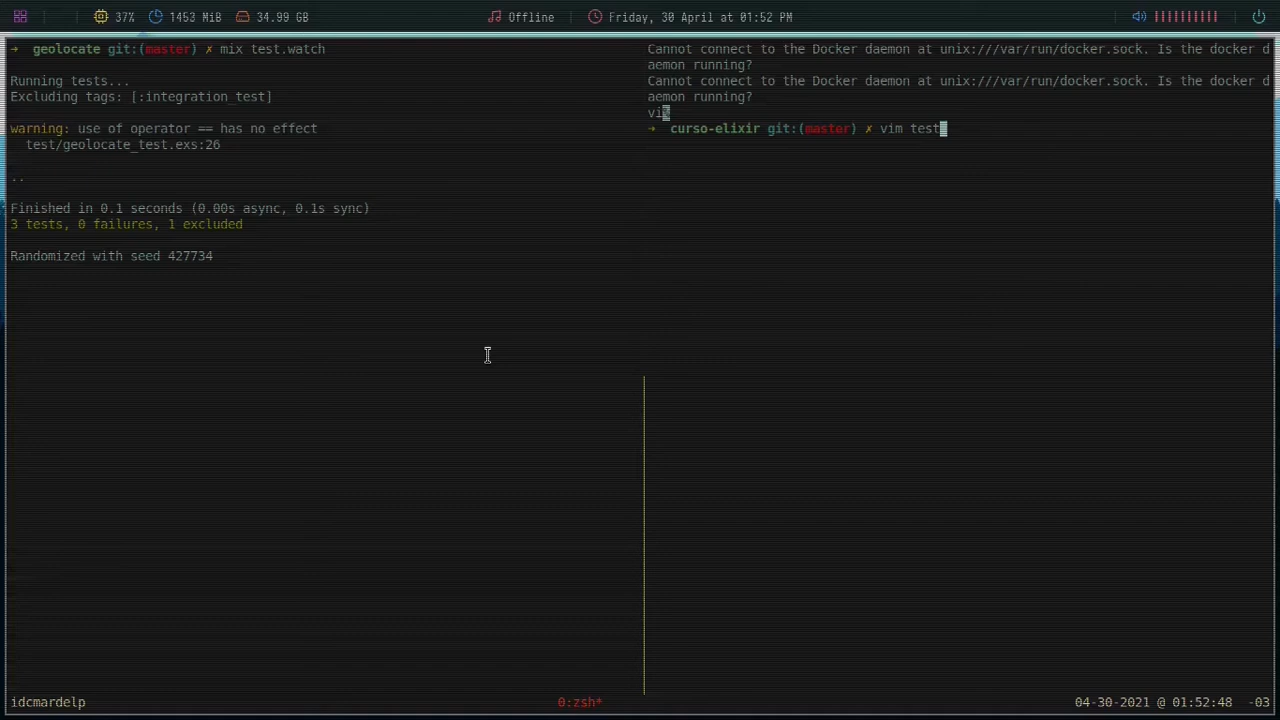 37% 1453 MiB 34.99 GB Offline Friday, 30 April at 01:52 PM
→ geolocate git:(master) ✗ mix test.watch
Running tests...
Excluding tags: [:integration_test]
warning: use of operator == has no effect
test/geolocate_test.exs:26
..
Finished in 0.1 seconds (0.00s async, 0.1s sync)
3 tests, 0 failures, 1 excluded
Randomized with seed 427734
Cannot connect to the Docker daemon at unix:///var/run/docker.sock. Is the docker d
aemon running?
Cannot connect to the Docker daemon at unix:///var/run/docker.sock. Is the docker d
aemon running?
vi
→ curso-elixir git:(master) ✗ vim test
idcmardelp 0:zsh* 04-30-2021 @ 01:52:48 -03